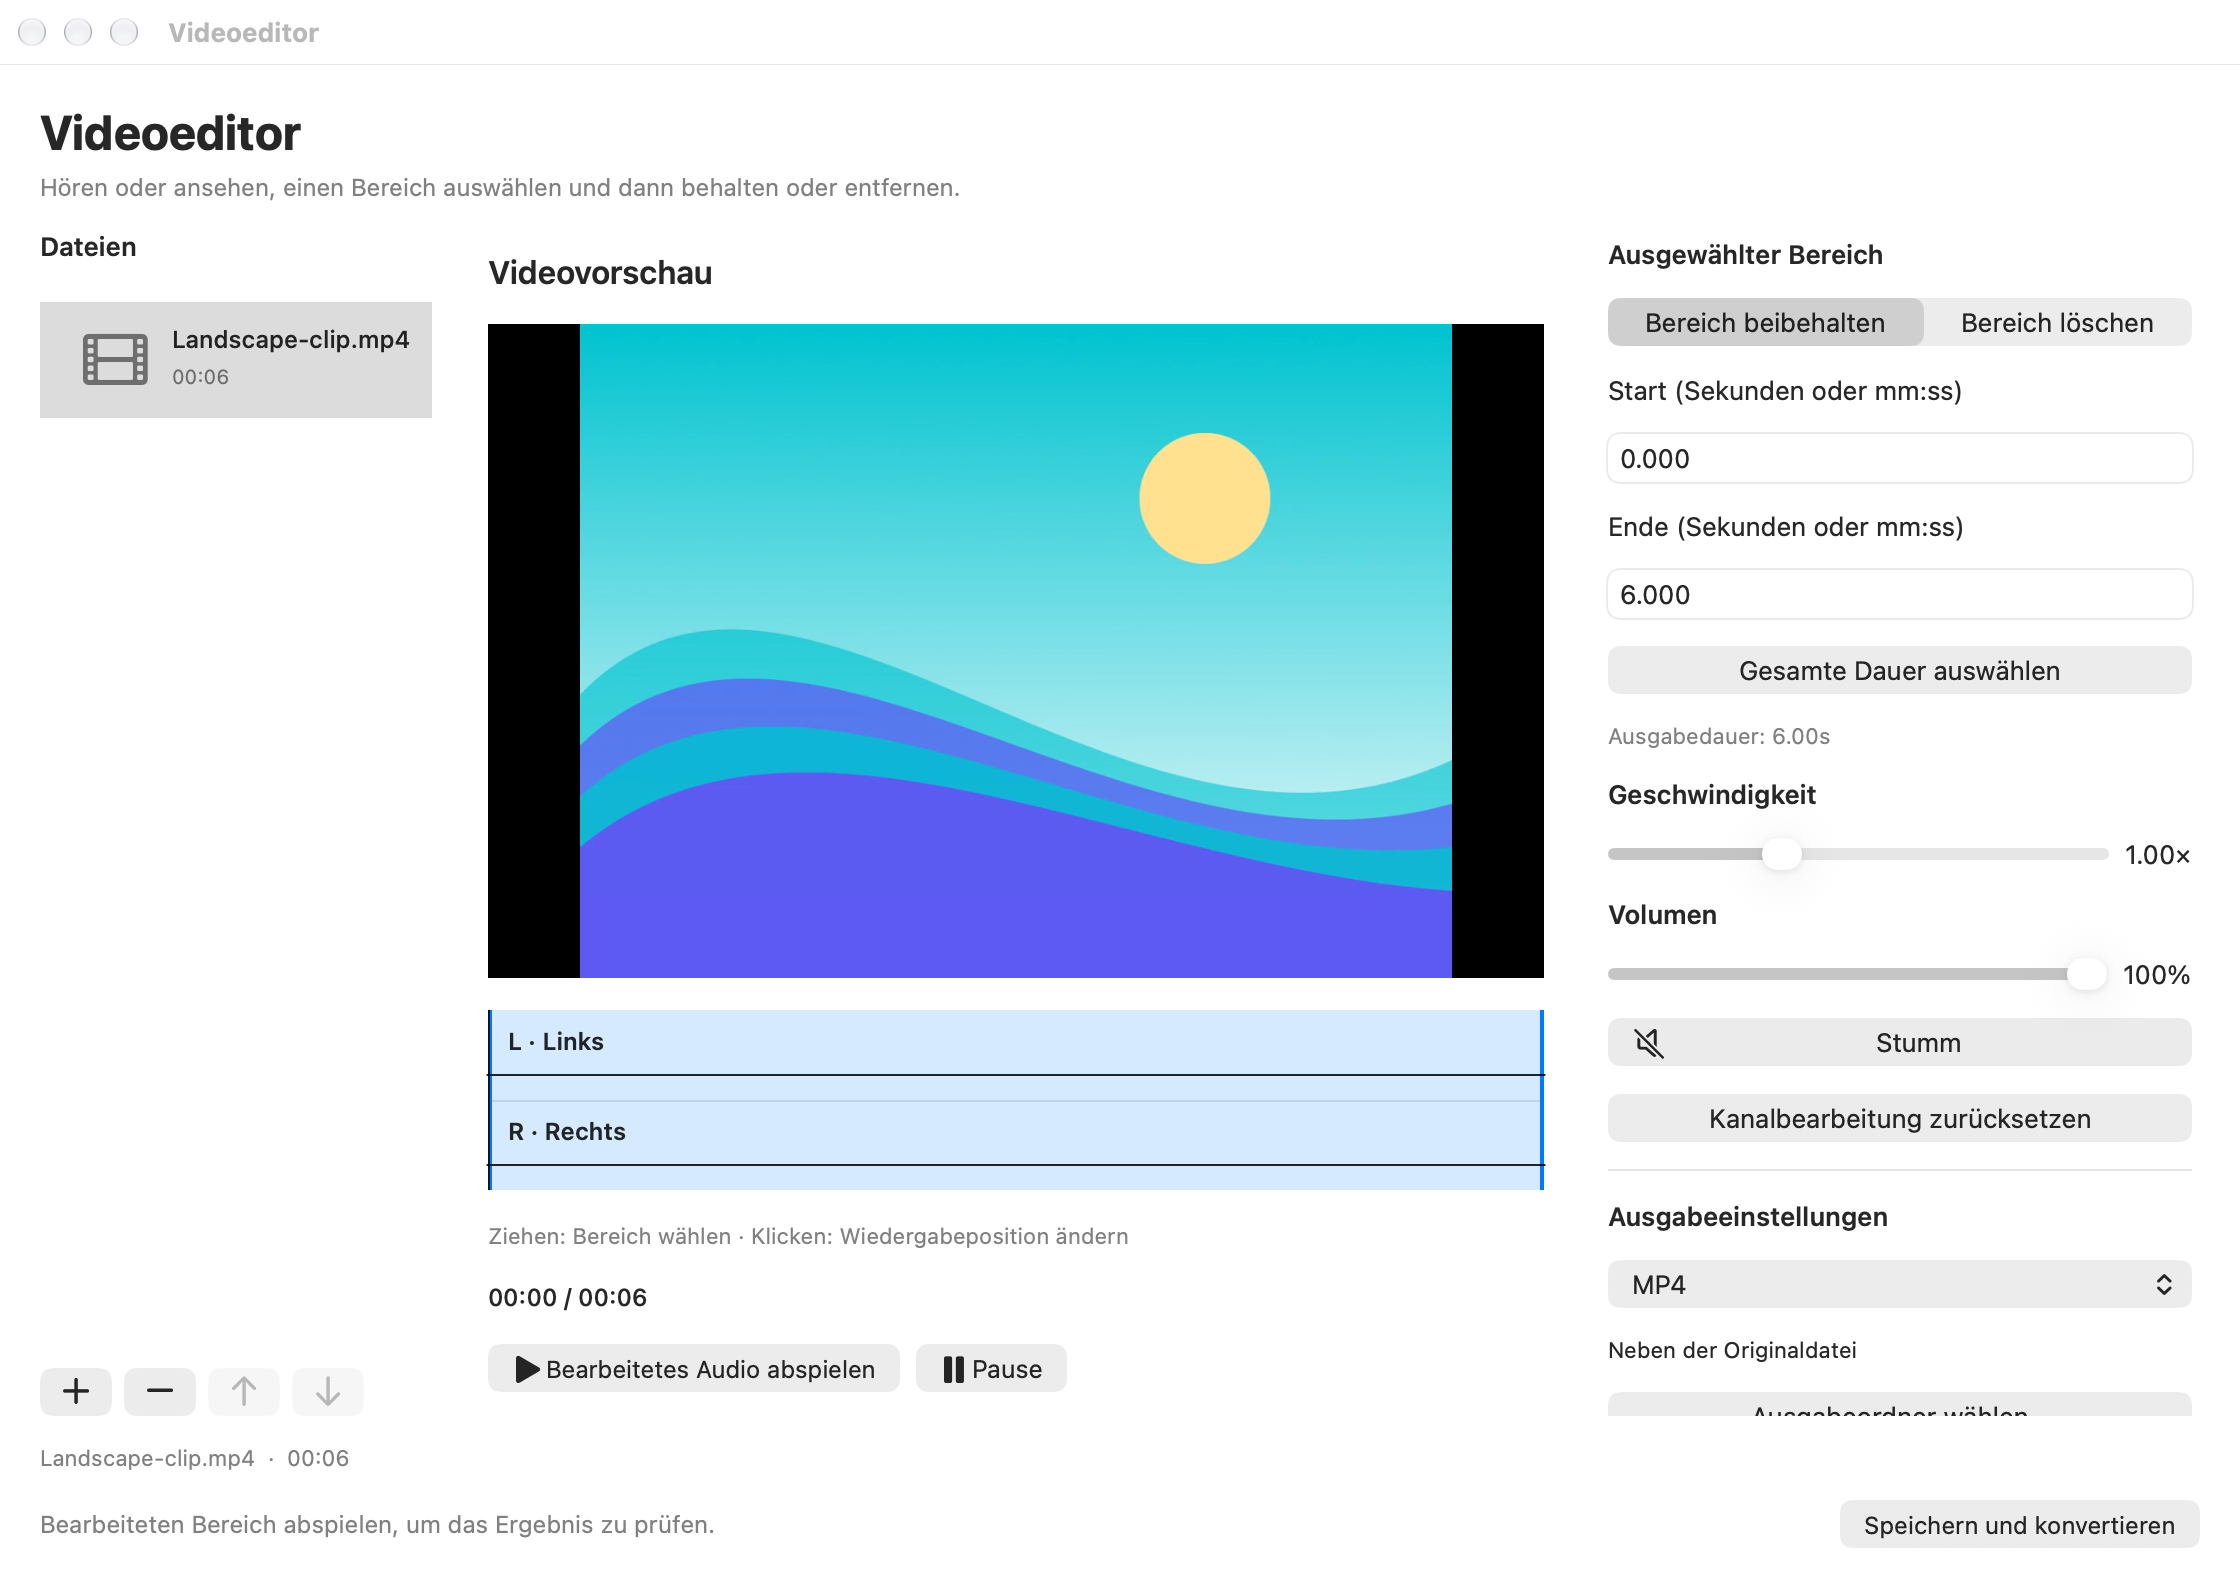 Videoeditor
Videoeditor
Hören oder ansehen, einen Bereich auswählen und dann behalten oder entfernen.
Dateien
Landscape-clip.mp4
00:06
Videovorschau
L · Links
R · Rechts
Ziehen: Bereich wählen · Klicken: Wiedergabeposition ändern
00:00 / 00:06
Bearbeitetes Audio abspielen
Pause
Ausgewählter Bereich
Bereich beibehalten
Bereich löschen
Start (Sekunden oder mm:ss)
0.000
Ende (Sekunden oder mm:ss)
6.000
Gesamte Dauer auswählen
Ausgabedauer: 6.00s
Geschwindigkeit
1.00×
Volumen
100%
Stumm
Kanalbearbeitung zurücksetzen
Ausgabeeinstellungen
MP4
Neben der Originaldatei
Ausgabeordner wählen
Landscape-clip.mp4 · 00:06
Bearbeiteten Bereich abspielen, um das Ergebnis zu prüfen.
Speichern und konvertieren